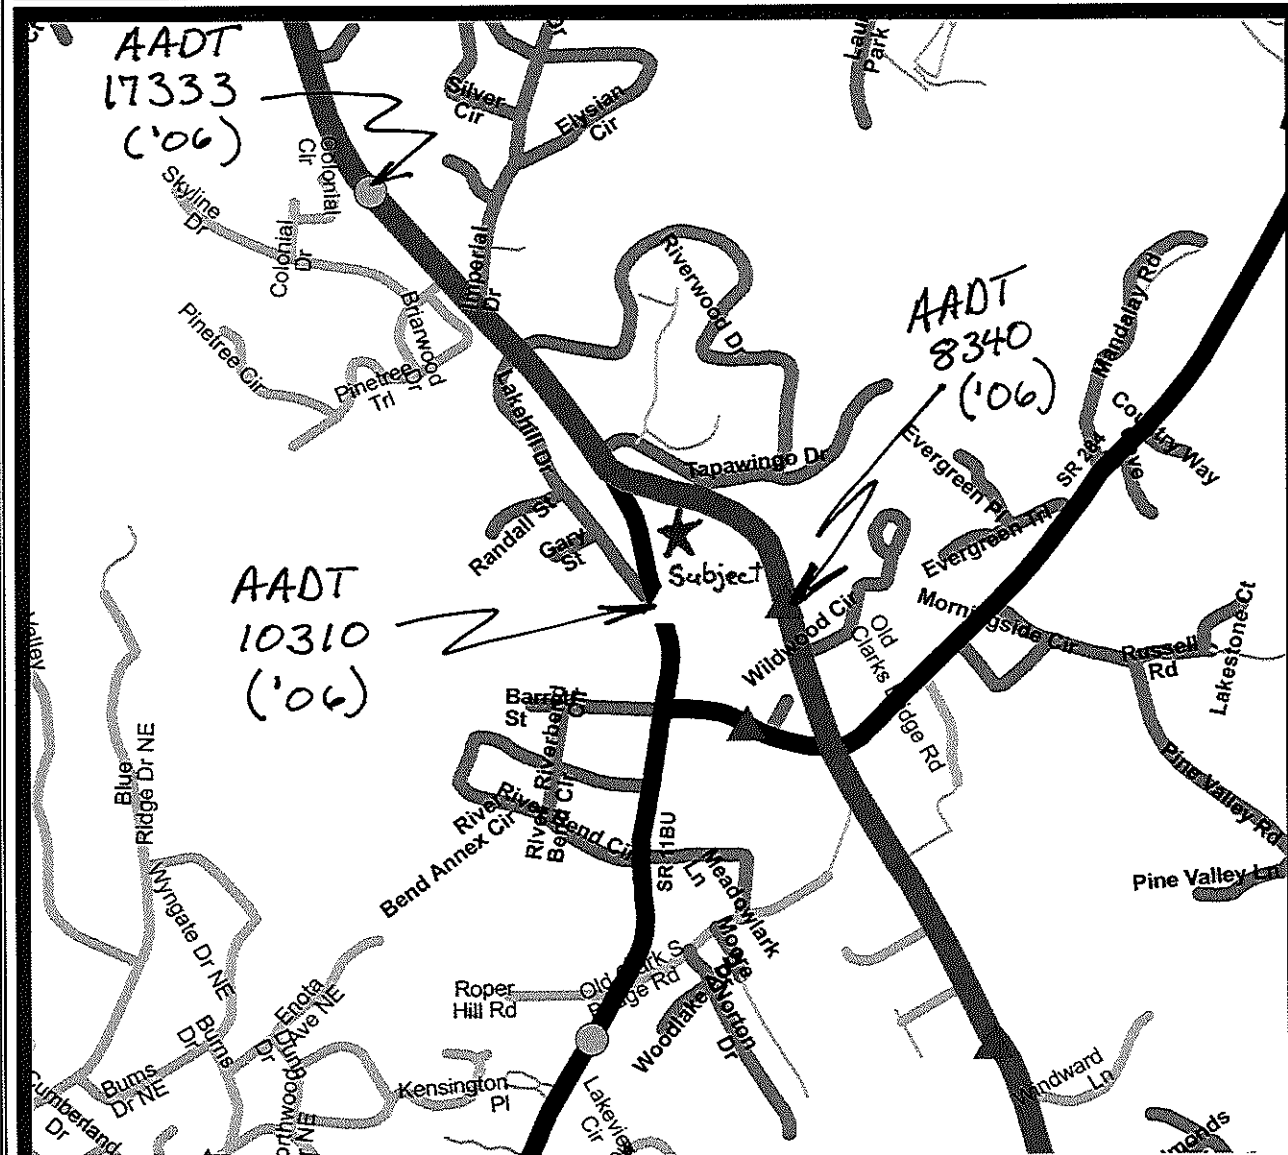 AADT
17333
('06)
Silver
Cir
Elysian
Cir
Park
Colonial
Cir
Skyline
Dr
Colonial
Dr
Imperial
Dr
Riverwood Dr
AADT
8340
('06)
Mandalay Rd
Pinetree Cir
Briarwood
Dr
Pinetree
Trl
Lakehill Dr
Country Way
Evergreen Pl
SR 284
Tapawingo Dr
Randall St
Gary
St
Evergreen Trl
Subject
AADT
10310
('06)
Morningside Cir
Wildwood Cir
Old
Clarks Bridge Rd
Russell
Rd
Lakestone Ct
Valley
Barrett
St
Riverbend
Cir
Blue
Ridge Dr NE
River Bend Cir
River
Bend Annex Cir
River
Bend Cir
SR 11BU
Meadowlark
Ln
Pine Valley Rd
Pine Valley Ln
Wyngate Dr NE
Moore
Old Clark S
Bridge Rd
Roper
Hill Rd
Enota
Ave NE
Woodlake
Norton
Dr
Burns
Dr
Burns
Dr NE
Dr
Kensington
Pl
Lakeview
Cir
Windward
Ln
Cumberland
Dr